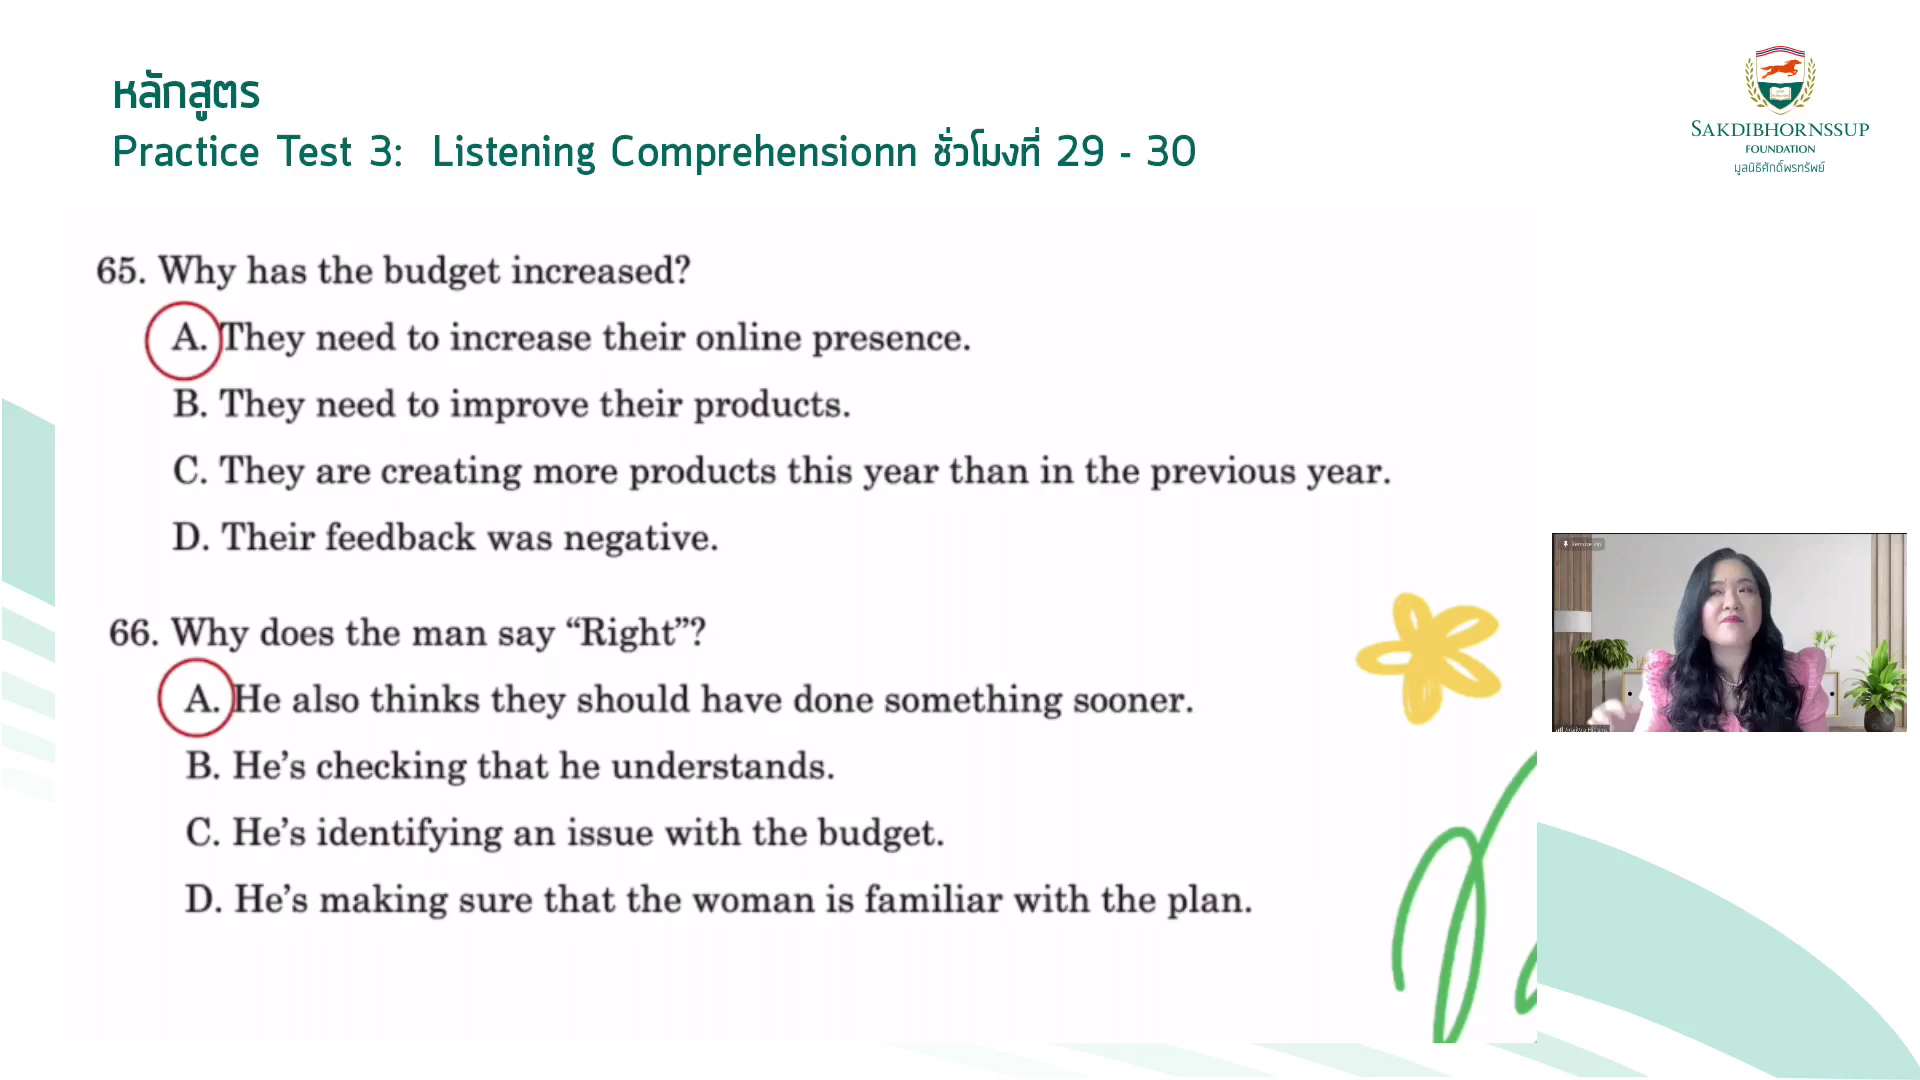 หลักสูตร
Practice Test 3: Listening Comprehensionn ชั่วโมงที่ 29 - 30
SAKDIBHORNSSUP
FOUNDATION
มูลนิธิศักดิ์พรทรัพย์
65. Why has the budget increased?
A. They need to increase their online presence.
B. They need to improve their products.
C. They are creating more products this year than in the previous year.
D. Their feedback was negative.
66. Why does the man say “Right”?
A. He also thinks they should have done something sooner.
B. He’s checking that he understands.
C. He’s identifying an issue with the budget.
D. He’s making sure that the woman is familiar with the plan.